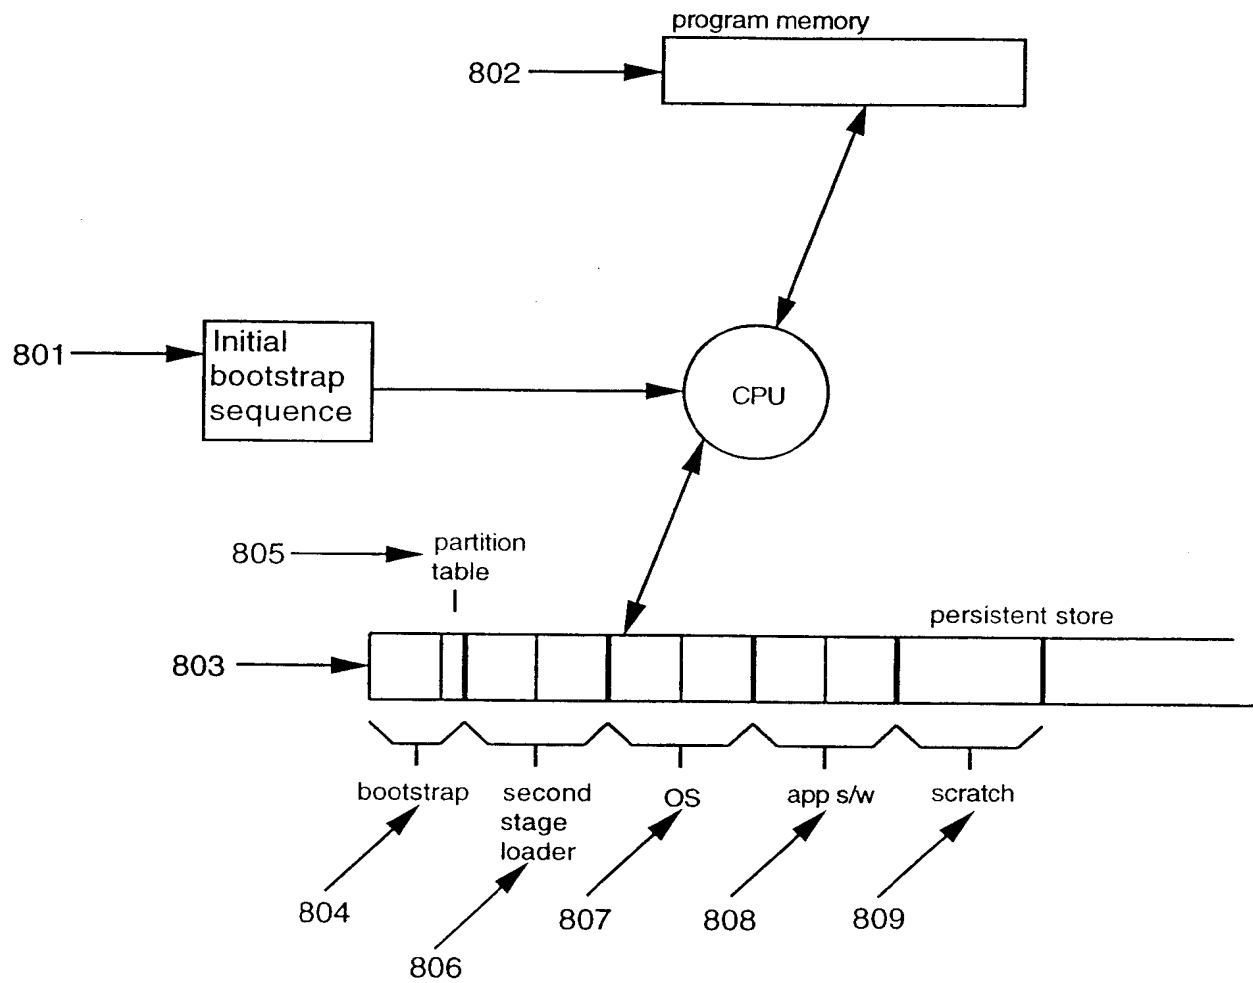 program memory
802
801
Initial
bootstrap
sequence
CPU
805
partition
table
persistent store
803
bootstrap
second
stage
loader
OS
app s/w
scratch
804
806
807
808
809